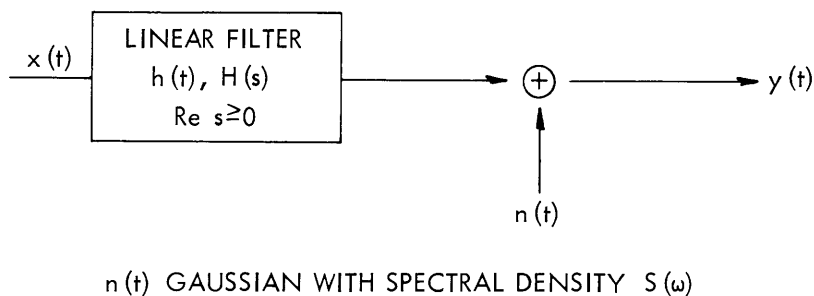 LINEAR FILTER
x(t)
h(t), H(s)
Re s≥0
+
y(t)
n(t)
n(t) GAUSSIAN WITH SPECTRAL DENSITY S(ω)